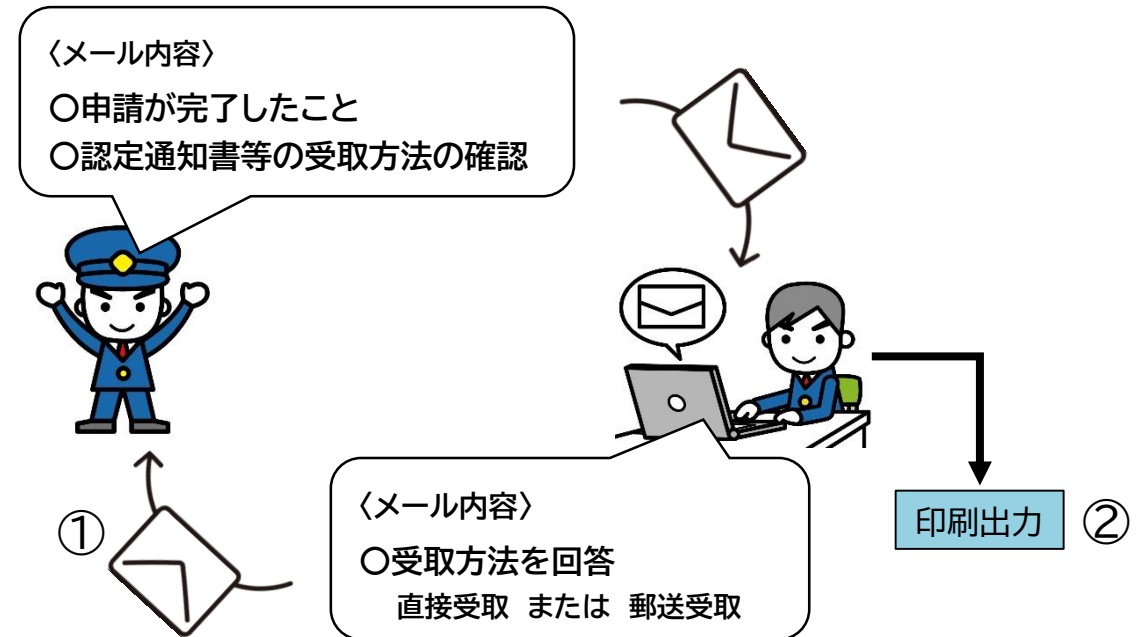 〈メール内容〉
○申請が完了したこと
○認定通知書等の受取方法の確認
①
〈メール内容〉
○受取方法を回答
直接受取 または 郵送受取
印刷出力 ②